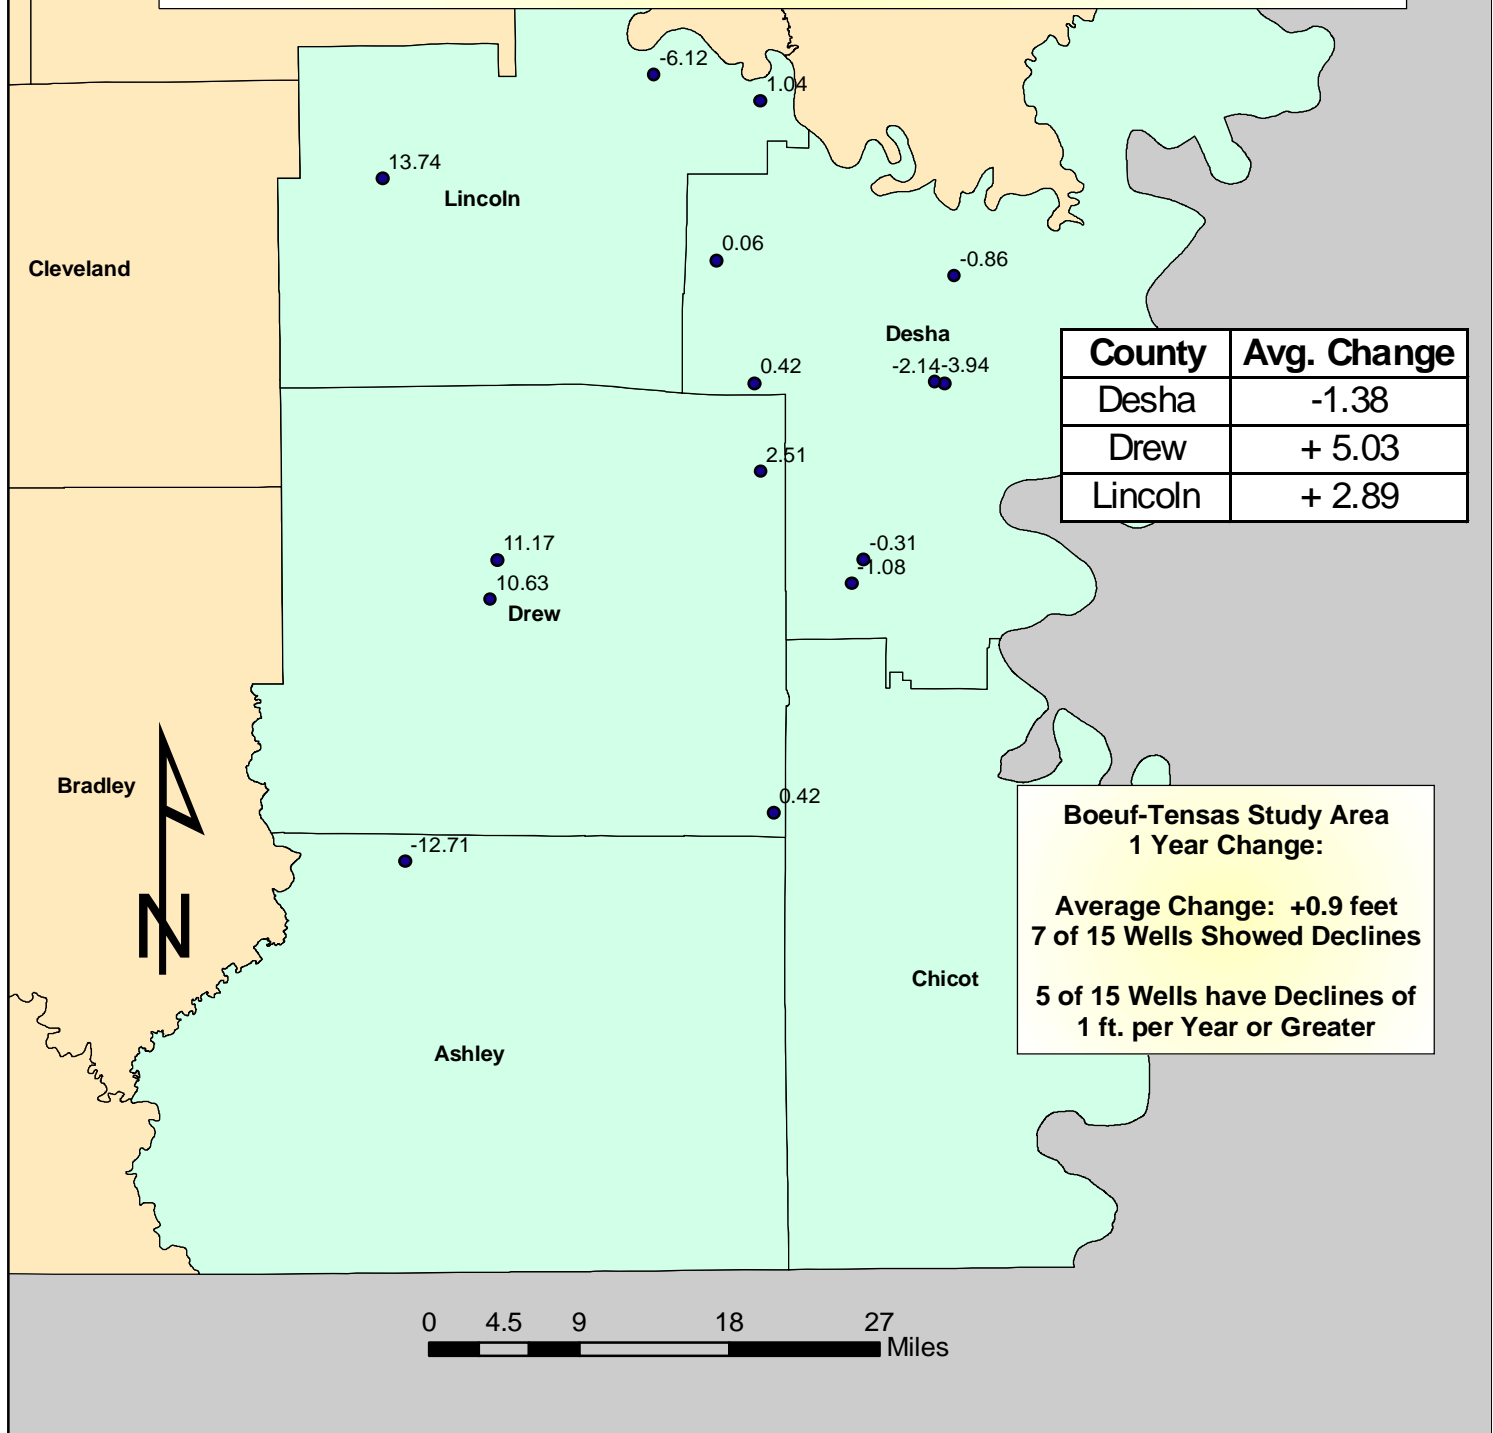 -6.12
1.04
13.74
Lincoln
0.06
-0.86
Cleveland
Desha
0.42
-2.14
-3.94
County Avg. Change
Desha -1.38
Drew + 5.03
Lincoln + 2.89
2.51
11.17
-0.31
-1.08
10.63
Drew
Bradley
0.42
-12.71
N
Boeuf-Tensas Study Area
1 Year Change:
Average Change: +0.9 feet
7 of 15 Wells Showed Declines
5 of 15 Wells have Declines of
1 ft. per Year or Greater
Chicot
Ashley
0 4.5 9 18 27
Miles